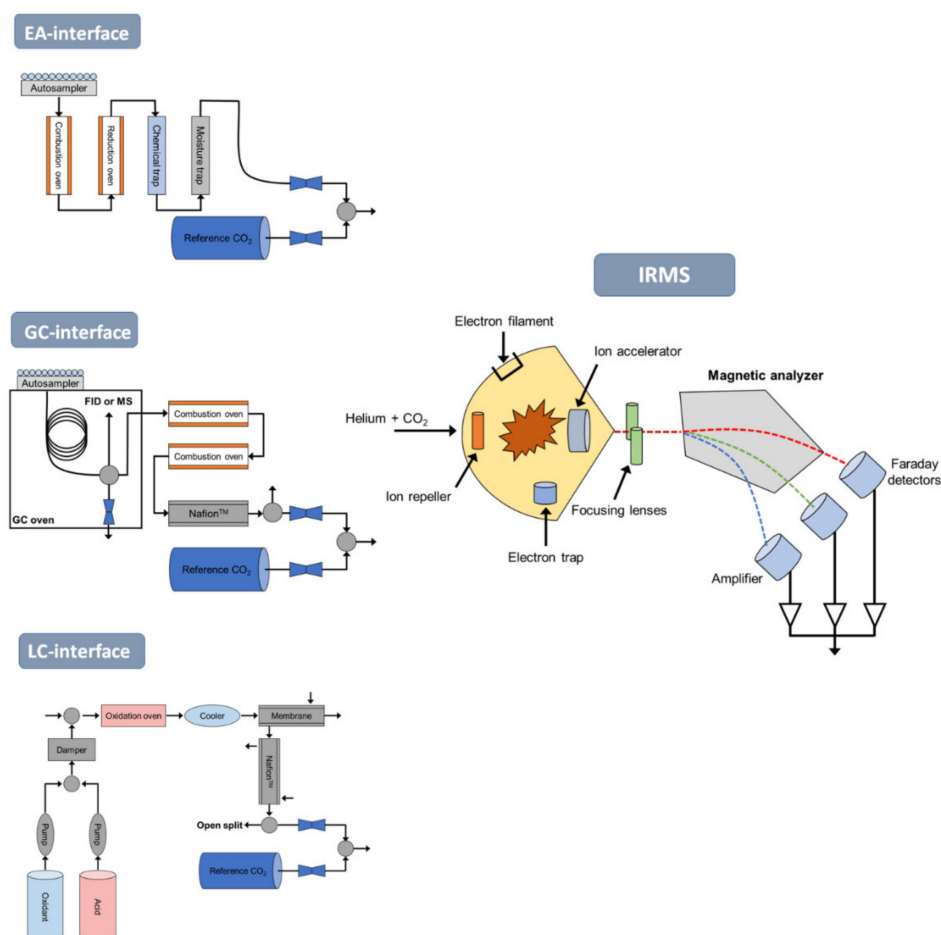 EA-interface
Autosampler
Combustion oven
Reduction oven
Chemical trap
Moisture trap
Reference CO₂
IRMS
GC-interface
Autosampler
FID or MS
Combustion oven
Combustion oven
Nafion™
GC oven
Reference CO₂
Electron filament
Ion accelerator
Magnetic analyzer
Helium + CO₂
Ion repeller
Focusing lenses
Electron trap
Faraday
detectors
Amplifier
LC-interface
Oxidation oven
Cooler
Membrane
Damper
Nafion™
Pump
Pump
Open split
Reference CO₂
Oxidant
Acid